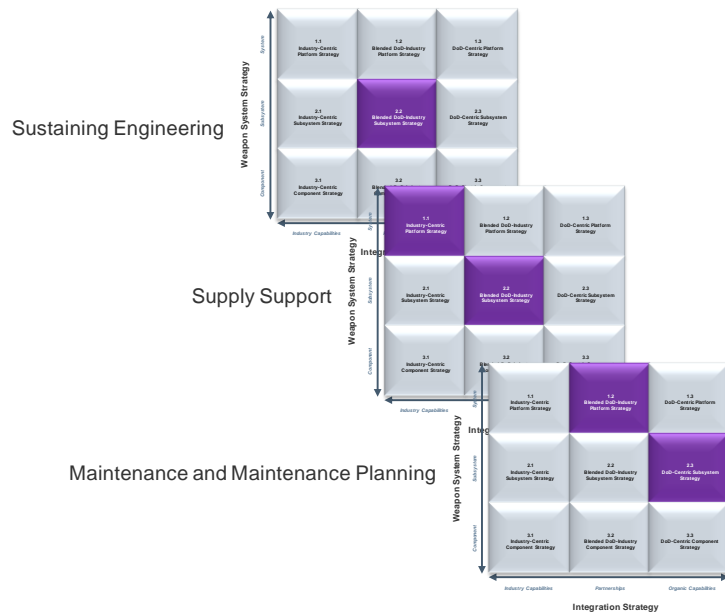 Sustaining Engineering
Weapon System Strategy
System
Subsystem
Component
1.1
Industry-Centric
Platform Strategy
1.2
Blended DoD-Industry
Platform Strategy
1.3
DoD-Centric Platform
Strategy
2.1
Industry-Centric
Subsystem Strategy
2.2
Blended DoD-Industry
Subsystem Strategy
2.3
DoD-Centric Subsystem
Strategy
3.1
Industry-Centric
Component Strategy
3.2
Industry Capabilities
Supply Support
Weapon System Strategy
System
Subsystem
Component
1.1
Industry-Centric
Platform Strategy
1.2
Blended DoD-Industry
Platform Strategy
1.3
DoD-Centric Platform
Strategy
2.1
Industry-Centric
Subsystem Strategy
2.2
Blended DoD-Industry
Subsystem Strategy
2.3
DoD-Centric Subsystem
Strategy
3.1
Industry-Centric
Component Strategy
3.2
3.3
Industry Capabilities
Maintenance and Maintenance Planning
Weapon System Strategy
System
Subsystem
Component
1.1
Industry-Centric
Platform Strategy
1.2
Blended DoD-Industry
Platform Strategy
1.3
DoD-Centric Platform
Strategy
2.1
Industry-Centric
Subsystem Strategy
2.2
Blended DoD-Industry
Subsystem Strategy
2.3
DoD-Centric Subsystem
Strategy
3.1
Industry-Centric
Component Strategy
3.2
Blended DoD-Industry
Component Strategy
3.3
DoD-Centric Component
Strategy
Industry Capabilities
Partnerships
Organic Capabilities
Integration Strategy